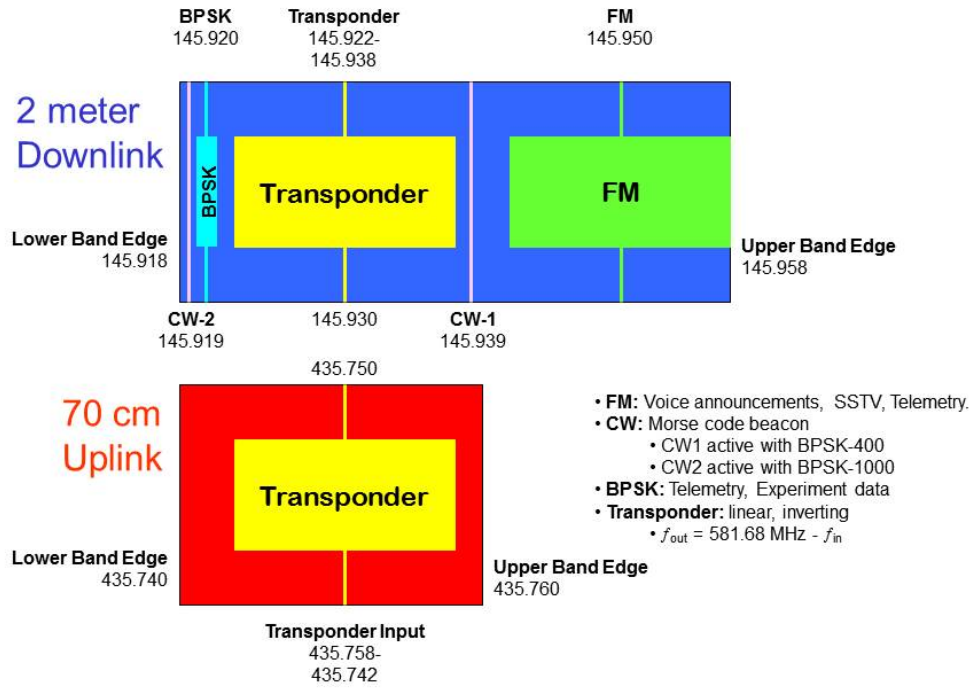 BPSK
145.920
Transponder
145.922-
145.938
FM
145.950
2 meter
Downlink
BPSK
Transponder
FM
Lower Band Edge
145.918
Upper Band Edge
145.958
CW-2
145.919
145.930
CW-1
145.939
435.750
70 cm
Uplink
Transponder
Lower Band Edge
435.740
Upper Band Edge
435.760
Transponder Input
435.758-
435.742
• FM: Voice announcements, SSTV, Telemetry.
• CW: Morse code beacon
• CW1 active with BPSK-400
• CW2 active with BPSK-1000
• BPSK: Telemetry, Experiment data
• Transponder: linear, inverting
• fout = 581.68 MHz - fin